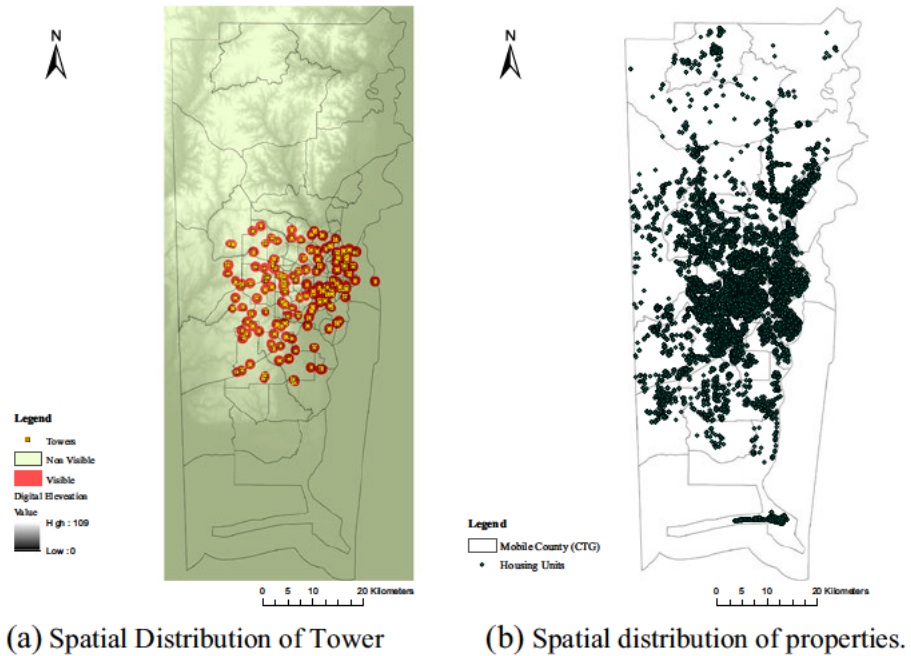 N
N
Legend
Towers
Non Visible
Visible
Digital Elevation
Value
High : 109
Low : 0
0 5 10 20 Kilometers
Legend
Mobile County (CTG)
Housing Units
0 5 10 20 Kilometers
(a) Spatial Distribution of Tower
(b) Spatial distribution of properties.